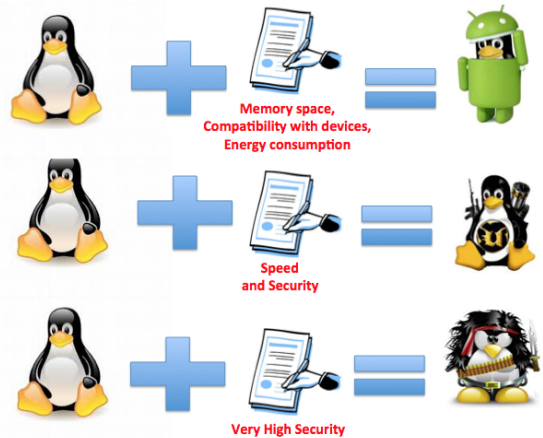 Memory space,
Compatibility with devices,
Energy consumption
Speed
and Security
Very High Security